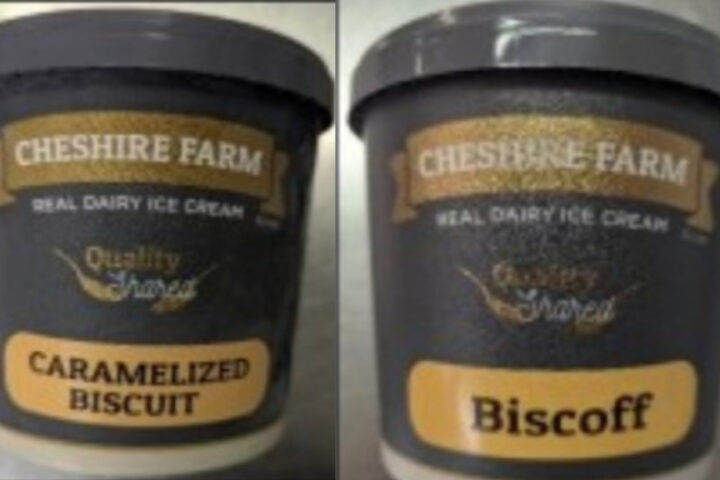 CHESHIRE FARM
REAL DAIRY ICE CREAM
Quality
Shared
CARAMELIZED
BISCUIT
CHESHIRE FARM
REAL DAIRY ICE CREAM
Quality
Shared
Biscoff